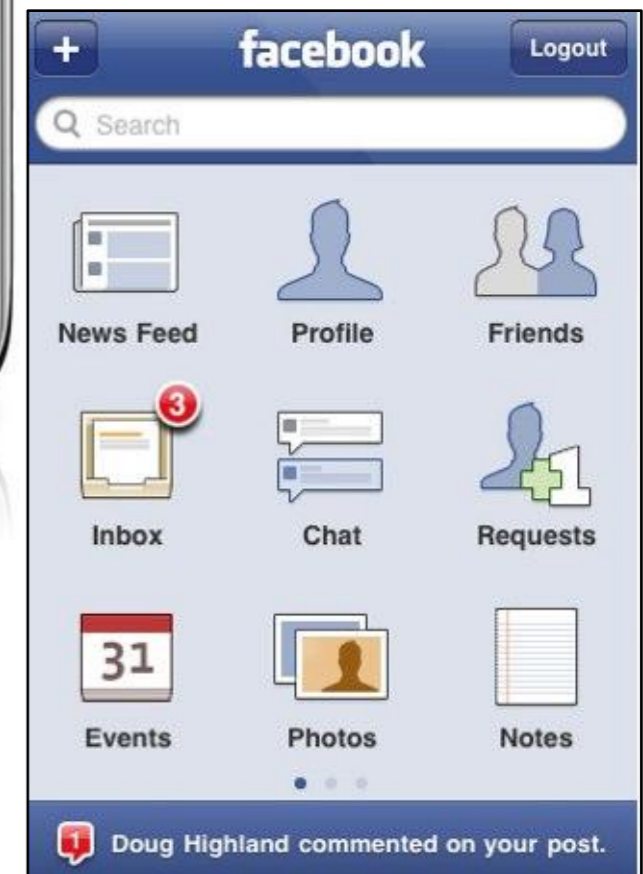 + facebook Logout
Search
News Feed Profile Friends
3
Inbox Chat Requests
31
Events Photos Notes
1 Doug Highland commented on your post.